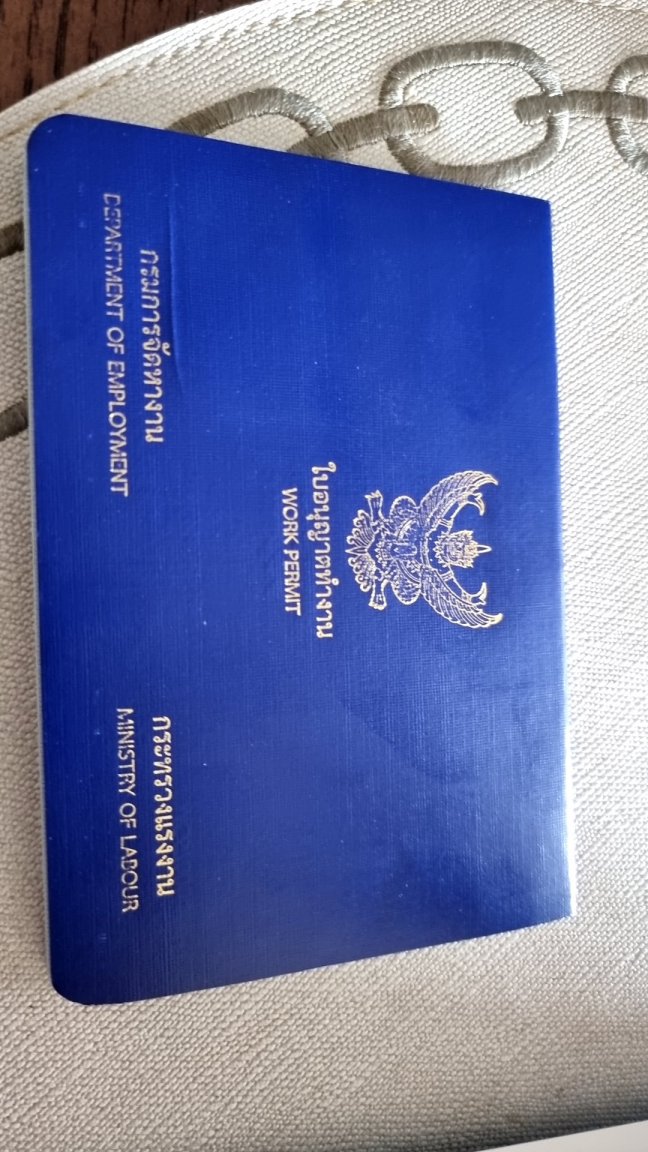 ใบอนุญาตทำงาน
WORK PERMIT
กรมการจัดหางาน
DEPARTMENT OF EMPLOYMENT
กระทรวงแรงงาน
MINISTRY OF LABOUR